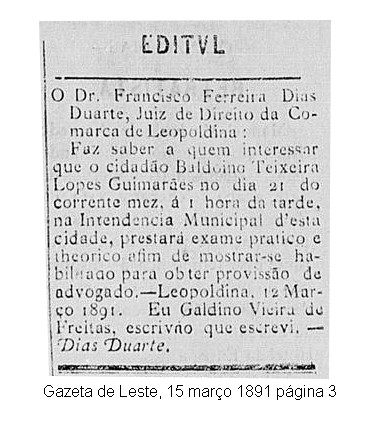 EDITVL
O Dr. Francisco Ferreira Dias
Duarte, Juiz de Direito da Co-
marca de Leopoldina :
Faz saber a quem interessar
que o cidadão Baldoino Teixeira
Lopes Guimarães no dia 21 do
corrente mez, á 1 hora da tarde,
na Intendencia Municipal d'esta
cidade, prestará exame pratico e
theorico afim de mostrar-se ha-
bilitado para obter provisão de
advogado.—Leopoldina, 12 Mar-
ço 1891. Eu Galdino Vieira de
Freitas, escrivão que escrevi. —
Dias Duarte.
Gazeta de Leste, 15 março 1891 página 3